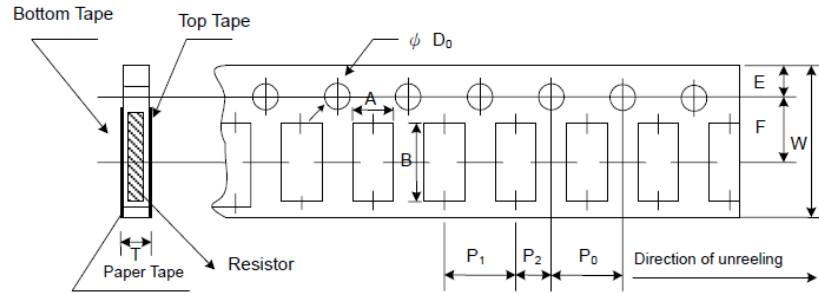 Bottom Tape
Top Tape
ϕ D₀
A
E
F
B
W
T
P₁
P₂
P₀
Direction of unreeling
Resistor
Paper Tape